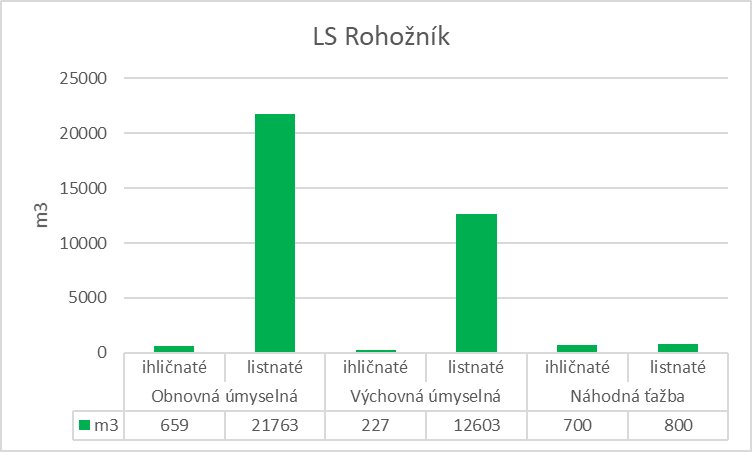 LS Rohožník
25000
20000
15000
10000
5000
0
m3
ihličnaté listnaté ihličnaté listnaté ihličnaté listnaté
Obnovná úmyselná Výchovná úmyselná Náhodná ťažba
m3 659 21763 227 12603 700 800